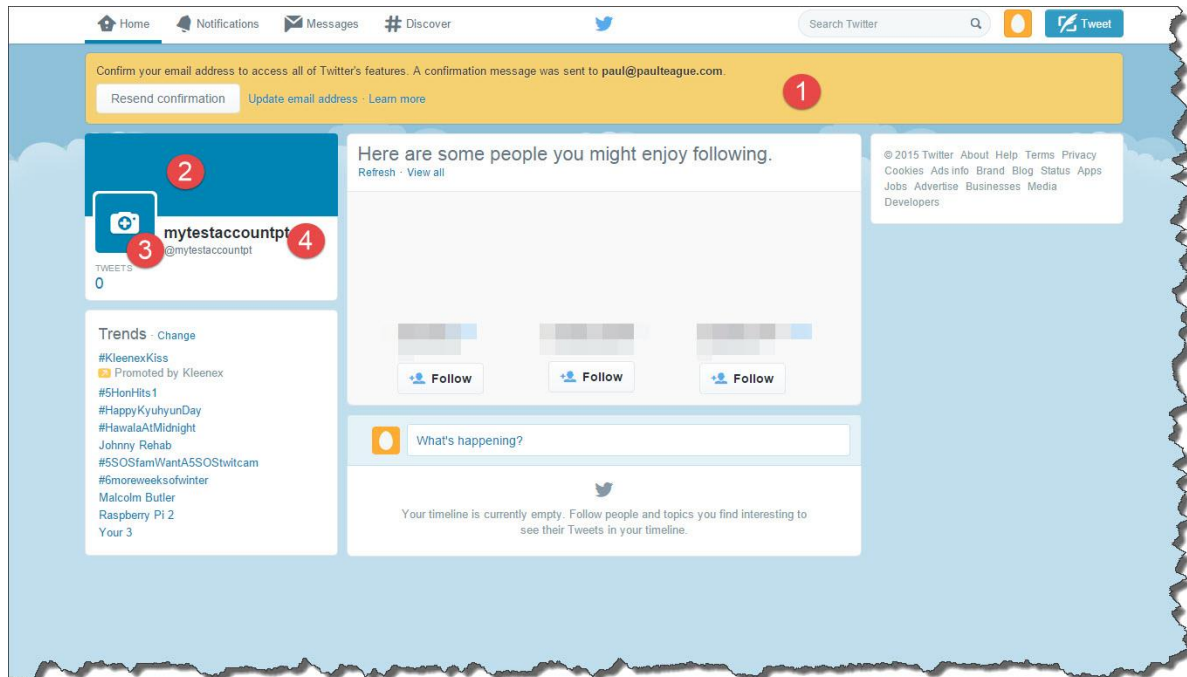 Home Notifications Messages # Discover Search Twitter Tweet
Confirm your email address to access all of Twitter's features. A confirmation message was sent to paul@paulteague.com.
1
Resend confirmation Update email address · Learn more
2
3
mytestaccountpt
4
@mytestaccountpt
TWEETS
0
Trends · Change
#KleenexKiss
Promoted by Kleenex
#5HonHits1
#HappyKyuhyunDay
#HawalaAtMidnight
Johnny Rehab
#5SOSfamWantA5SOStwitcam
#6moreweeksofwinter
Malcolm Butler
Raspberry Pi 2
Your 3
Here are some people you might enjoy following.
Refresh · View all
Follow Follow Follow
What's happening?
Your timeline is currently empty. Follow people and topics you find interesting to
see their Tweets in your timeline.
© 2015 Twitter About Help Terms Privacy
Cookies Ads info Brand Blog Status Apps
Jobs Advertise Businesses Media
Developers